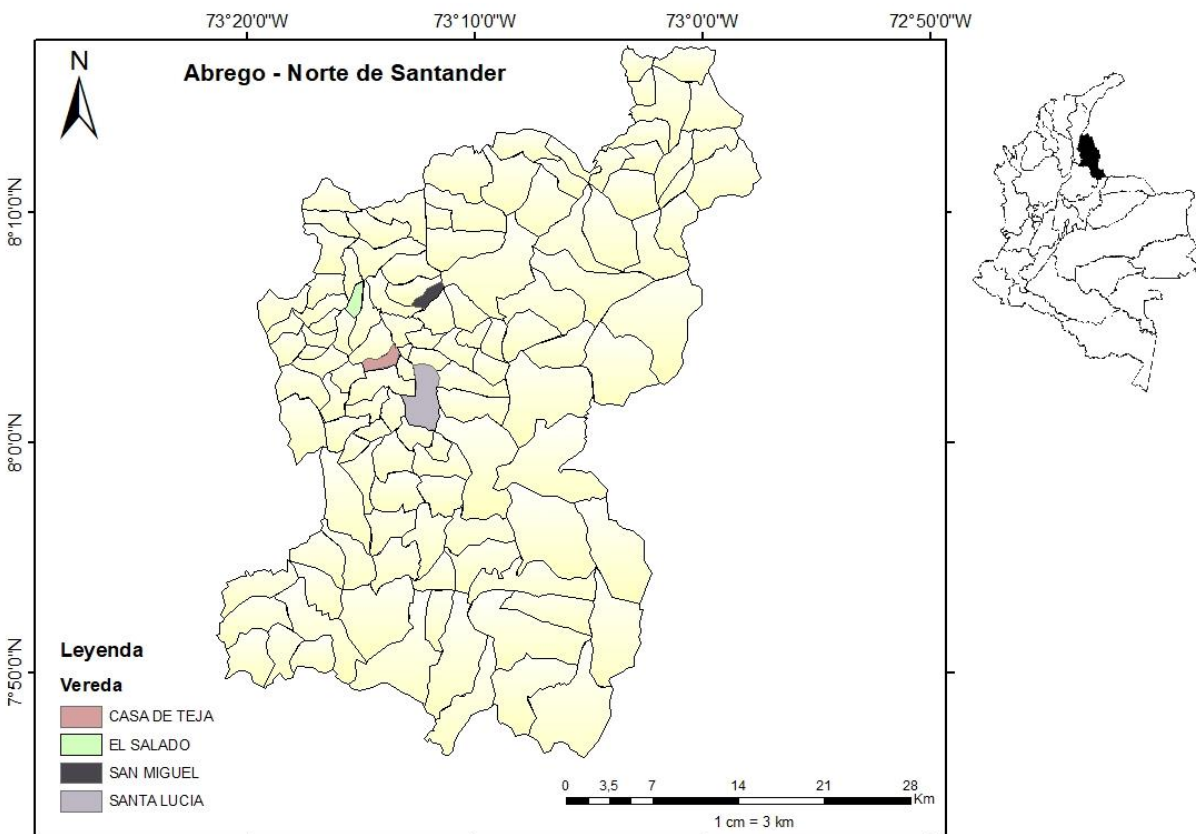 73°20'0"W 73°10'0"W 73°0'0"W 72°50'0"W
N
Abrego - Norte de Santander
8°10'0"N
8°0'0"N
7°50'0"N
Leyenda
Vereda
CASA DE TEJA
EL SALADO
SAN MIGUEL
SANTA LUCIA
0 3,5 7 14 21 28
Km
1 cm = 3 km